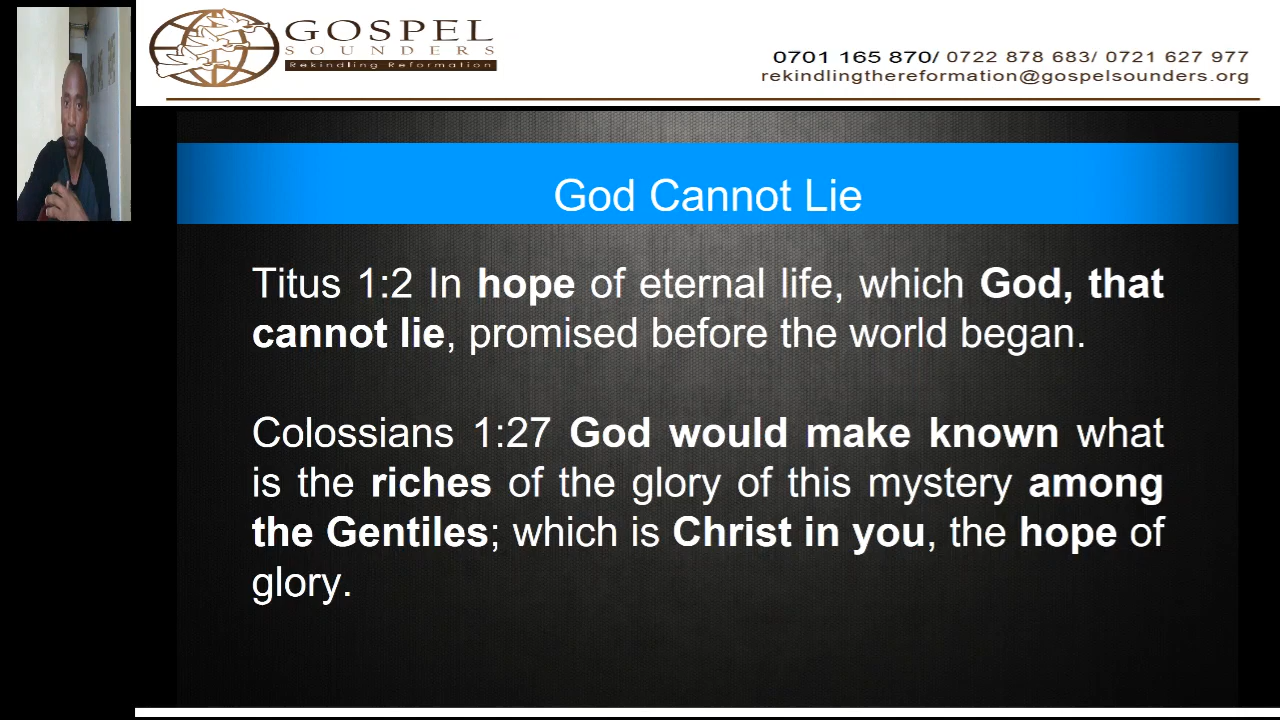 GOSPEL
SOUNDERS
Rekindling Reformation
0701 165 870/ 0722 878 683/ 0721 627 977
rekindlingthereformation@gospelsounders.org
God Cannot Lie
Titus 1:2 In hope of eternal life, which God, that
cannot lie, promised before the world began.
Colossians 1:27 God would make known what
is the riches of the glory of this mystery among
the Gentiles; which is Christ in you, the hope of
glory.